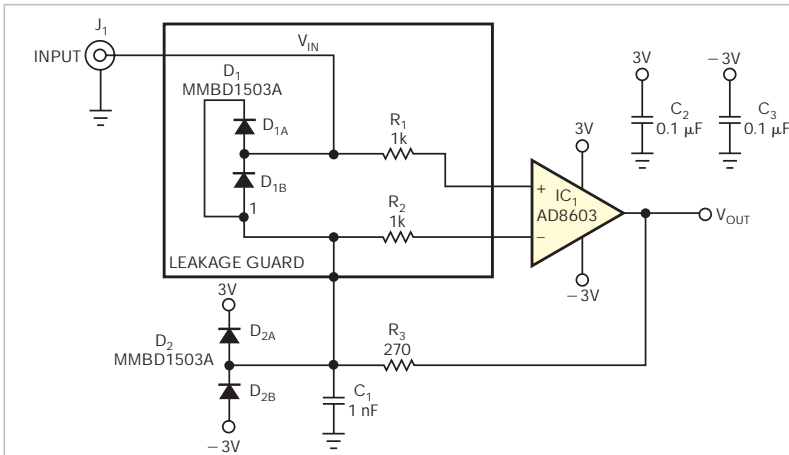 J₁
INPUT
V_IN
D₁
MMBD1503A
D₁A
D₁B
1
R₁
1k
R₂
1k
LEAKAGE GUARD
3V
IC₁
AD8603
+
−
−3V
V_OUT
3V
C₂
0.1 µF
−3V
C₃
0.1 µF
3V
D₂
MMBD1503A
D₂A
D₂B
−3V
R₃
270
C₁
1 nF